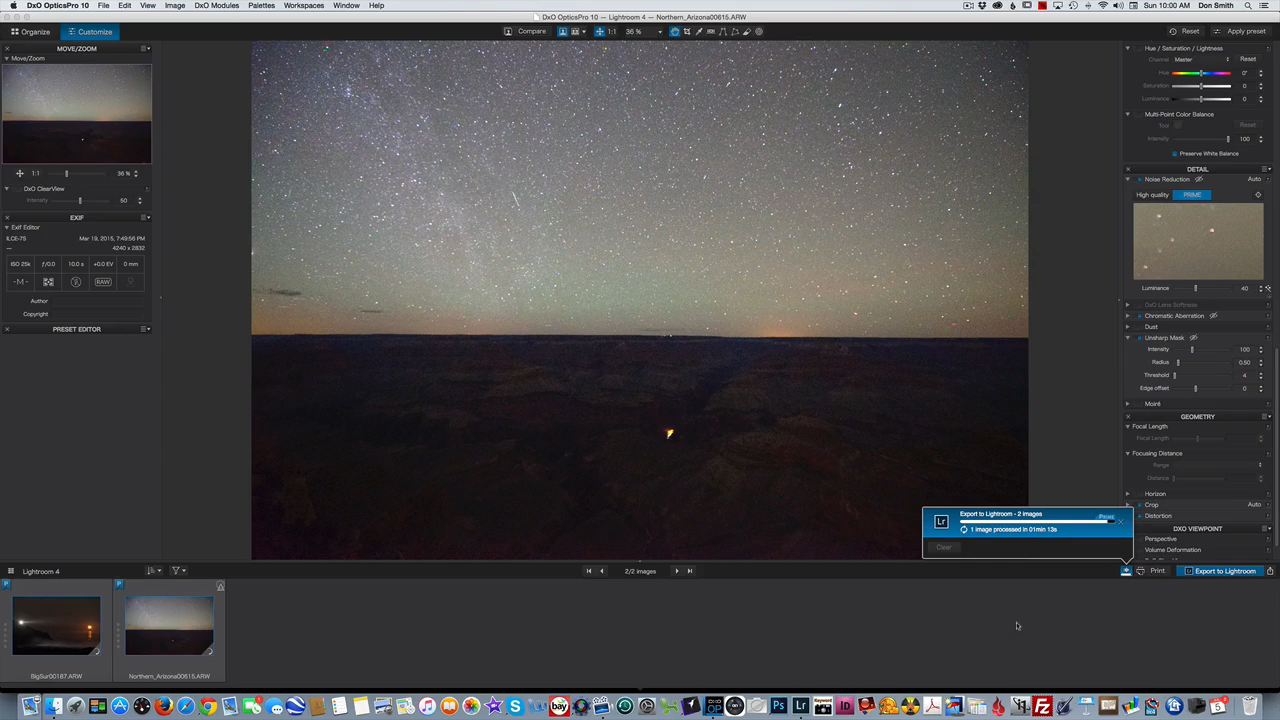 DxO OpticsPro 10 File Edit View Image DxO Modules Palettes Workspaces Window Help
5 Sun 10:00 AM Don Smith
DxO OpticsPro 10 — Lightroom 4 — Northern_Arizona00615.ARW
Organize Customize Compare 1:1 36 % Reset Apply preset
MOVE/ZOOM
Move/Zoom
1:1 36 %
DxO ClearView
Intensity 50
EXIF
Exif Editor
ILCE-7S Mar 19, 2015, 7:49:56 PM
— 4240 x 2832
ISO 25k ƒ/0.0 10.0 s +0.0 EV 0 mm
-M- RAW
Author
Copyright
PRESET EDITOR
Hue / Saturation / Lightness
Channel Master Reset
Hue 0°
Saturation 0
Luminance 0
Multi-Point Color Balance
Tool Reset
Intensity 100
Preserve White Balance
DETAIL
Noise Reduction Auto
High quality PRIME
Luminance 40
DxO Lens Softness
Chromatic Aberration
Dust
Unsharp Mask
Intensity 100
Radius 0.50
Threshold 4
Edge offset 0
Moiré
GEOMETRY
Focal Length
Focal Length
Focusing Distance
Range
Distance
Horizon
Crop Auto
Distortion
DXO VIEWPOINT
Perspective
Volume Deformation
Lr
Export to Lightroom - 2 images
Pause
1 image processed in 01min 13s
Clear
Lightroom 4 2/2 images Print Export to Lightroom
P P
BigSur00187.ARW Northern_Arizona00615.ARW